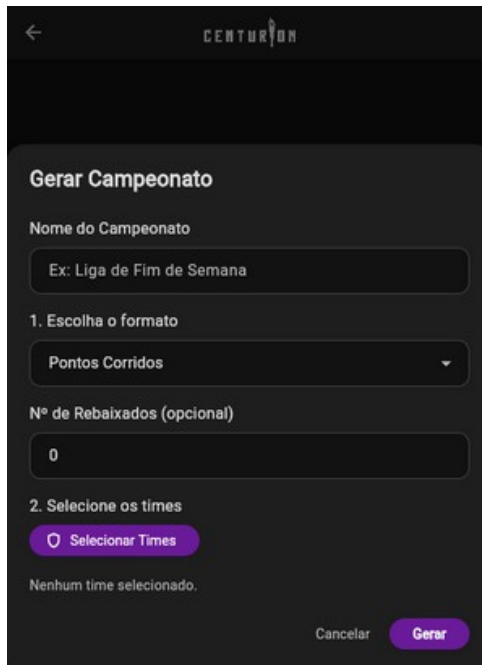 CENTURION
Gerar Campeonato
Nome do Campeonato
Ex: Liga de Fim de Semana
1. Escolha o formato
Pontos Corridos
Nº de Rebaixados (opcional)
0
2. Selecione os times
Selecionar Times
Nenhum time selecionado.
Cancelar Gerar